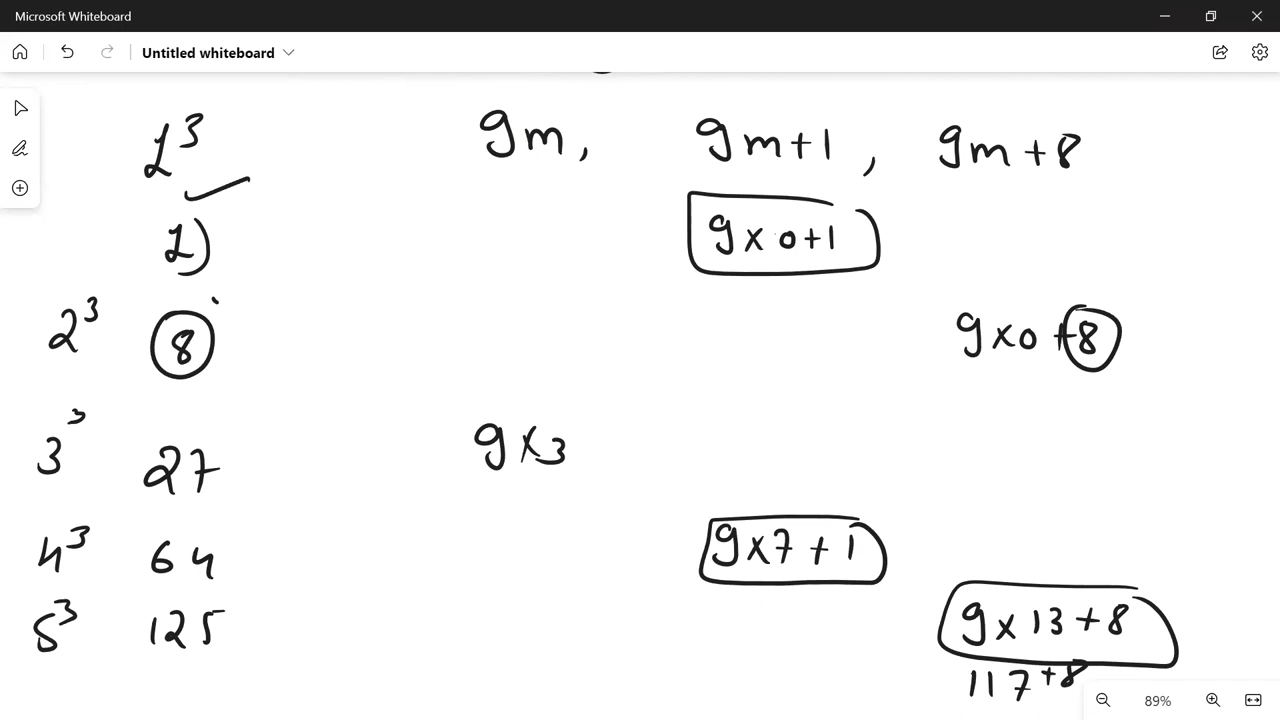 Microsoft Whiteboard
Untitled whiteboard
1³ 9m, 9m+1, 9m+8
1) 9x0+1
2³ 8 9x0+8
3³ 27 9x3
4³ 64 9x7+1
5³ 125 9x13+8
117+8
89%